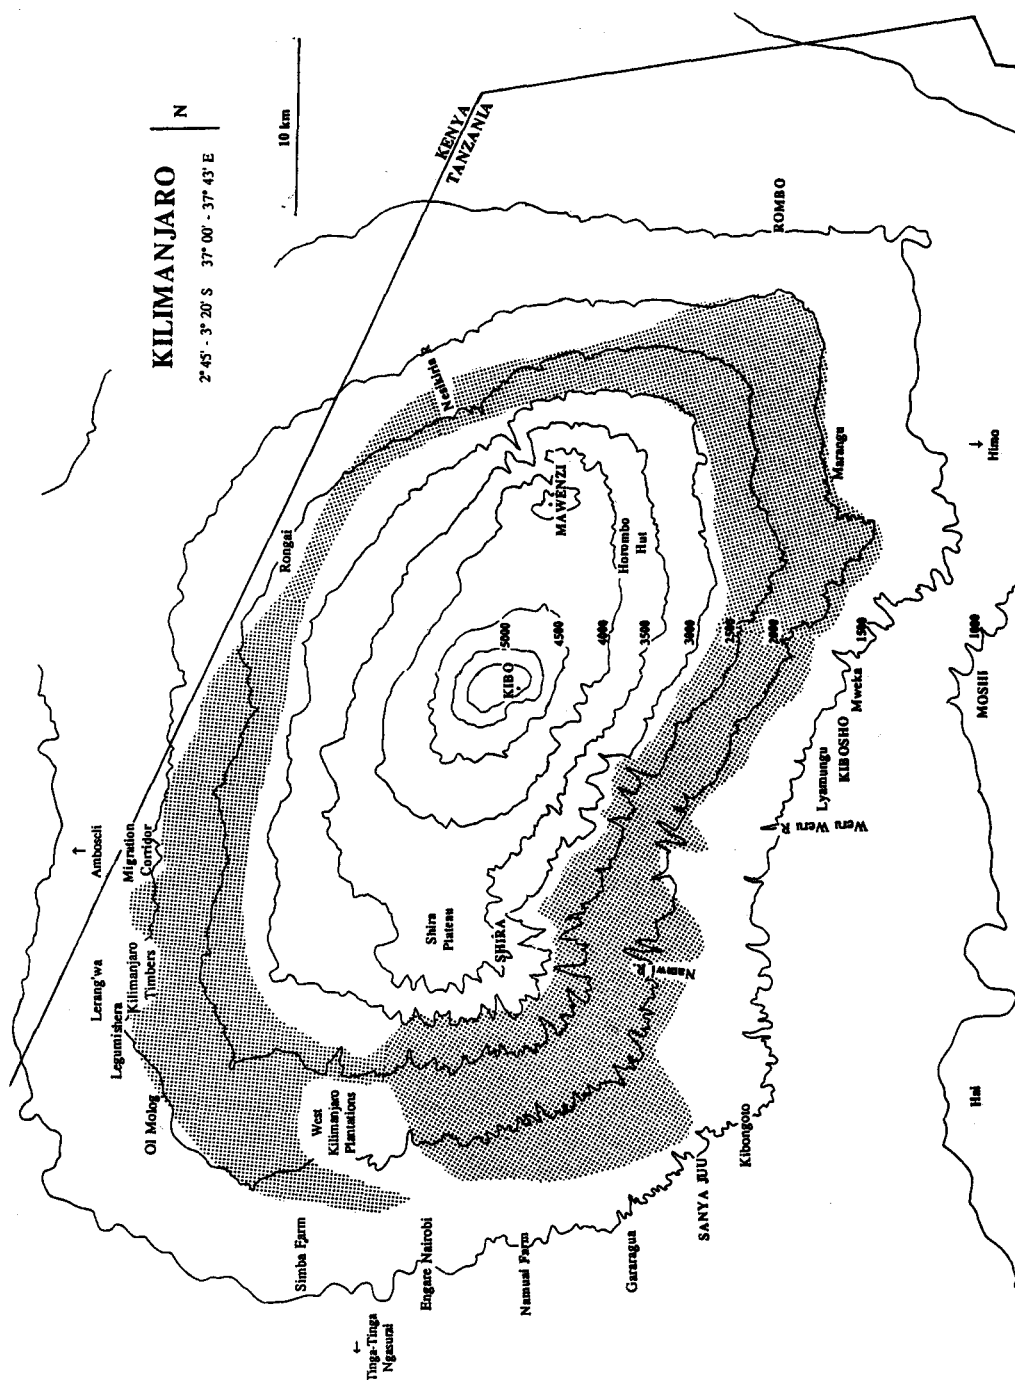 KILIMANJARO
N
2° 45' - 3° 20' S 37° 00' - 37° 43' E
10 km
KENYA
TANZANIA
Amboseli
Migration
Corridor
Lerang'wa
Legumishera
Kilimanjaro
Timbers
Ol Molog
Rongai
West
Kilimanjaro
Plantations
Simba Farm
Tinga-Tinga
Ngasurai
Engare Nairobi
Namuai Farm
Gararagua
SANYA JUU
Kibongoto
Shira
Plateau
SHIRA
KIBO
MAWENZI
Horombo
Hut
5000
4500
4000
3500
3000
2500
2000
1500
1000
ROMBO
Marangu
Himo
Mweka
KIBOSHO
Lyamungu
Weru Weru R
Namwi R
MOSHI
Hai